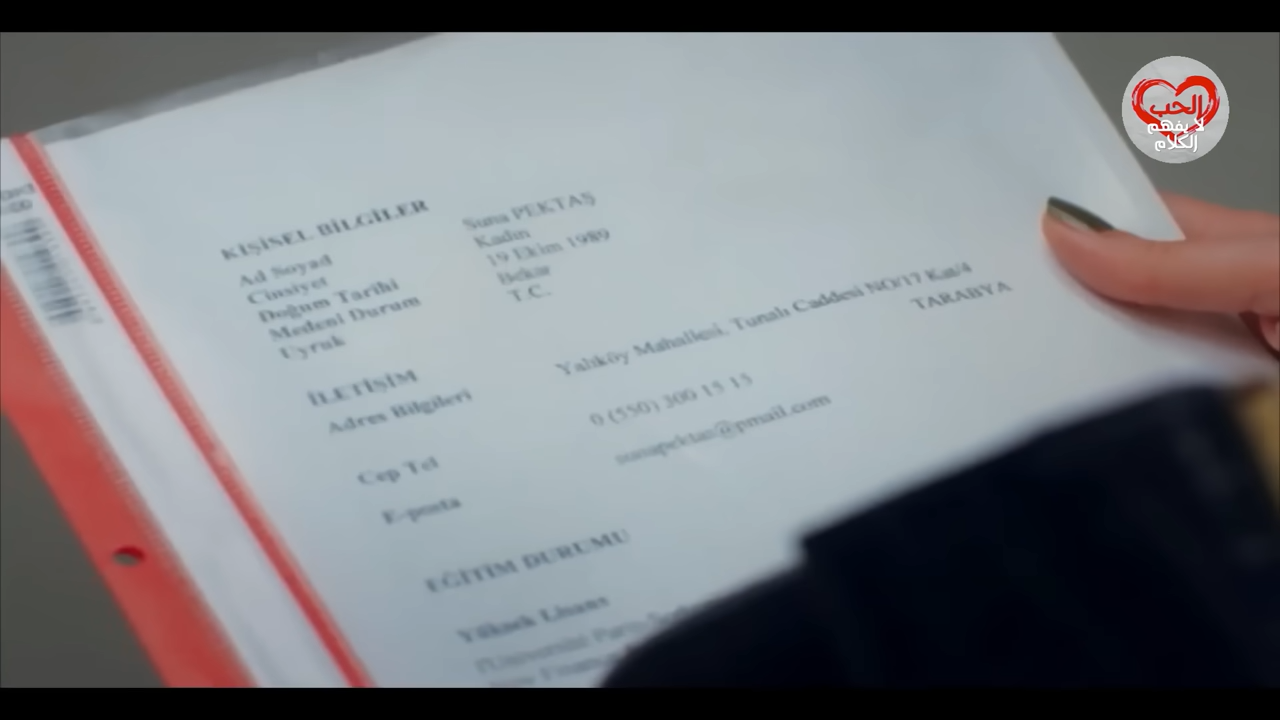 الحب
لا يفهم
الكلام
KİŞİSEL BİLGİLER
Ad Soyad Suna PEKTAŞ
Cinsiyet Kadın
Doğum Tarihi 19 Ekim 1989
Medeni Durum Bekar
Uyruk T.C.
İLETİŞİM
Adres Bilgileri Yalıköy Mahallesi, Tunalı Caddesi NO/17 Kat/4
TARABYA
Cep Tel 0 (550) 300 15 15
E-posta sunapektas@pmail.com
EĞİTİM DURUMU
Yüksek Lisans